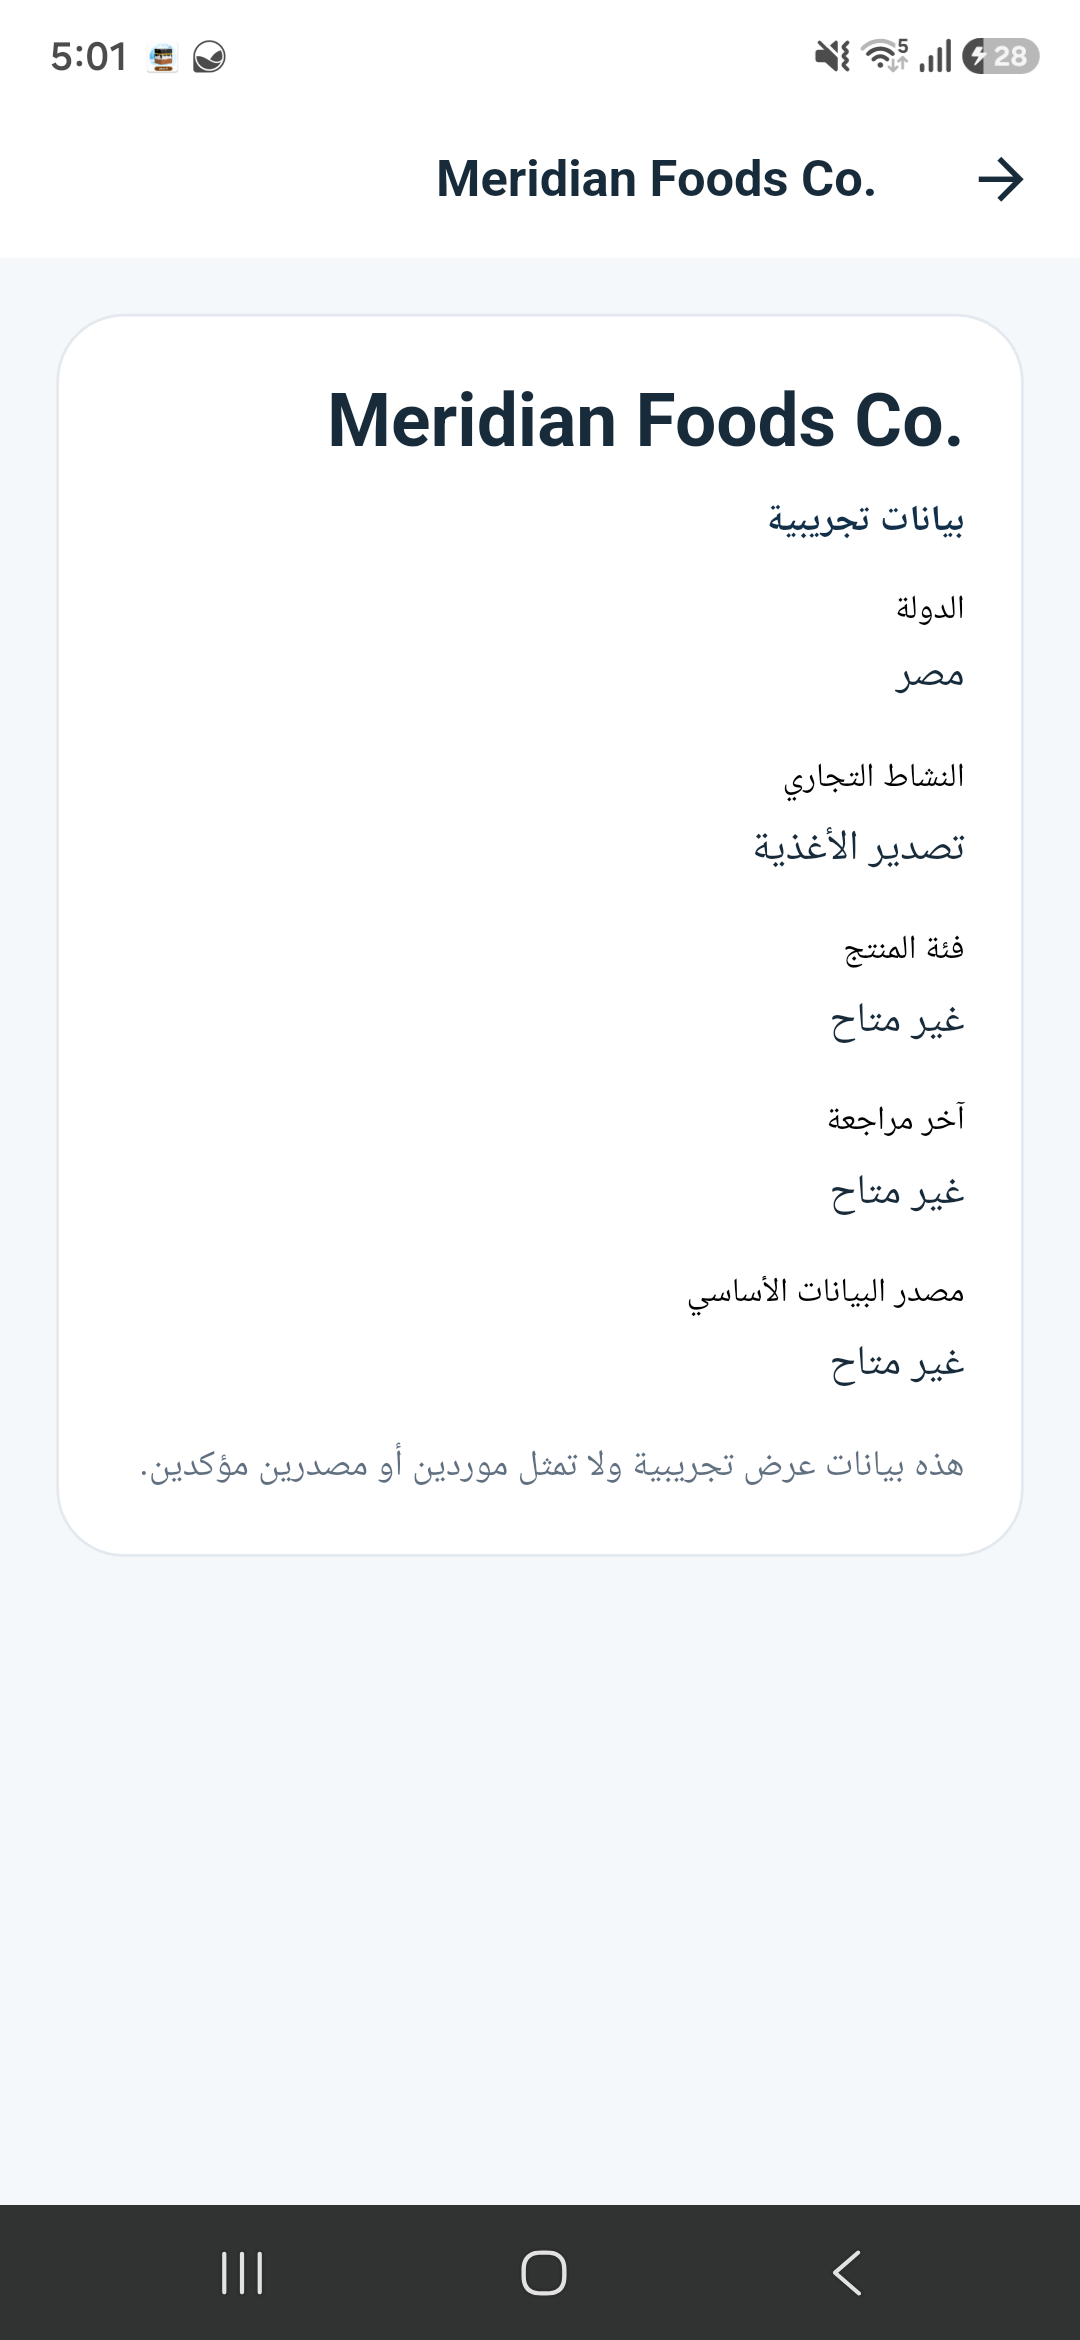 5:01
5
28
Meridian Foods Co.
Meridian Foods Co.
بيانات تجريبية
الدولة
مصر
النشاط التجاري
تصدير الأغذية
فئة المنتج
غير متاح
آخر مراجعة
غير متاح
مصدر البيانات الأساسي
غير متاح
هذه بيانات عرض تجريبية ولا تمثل موردين أو مصدرين مؤكدين.